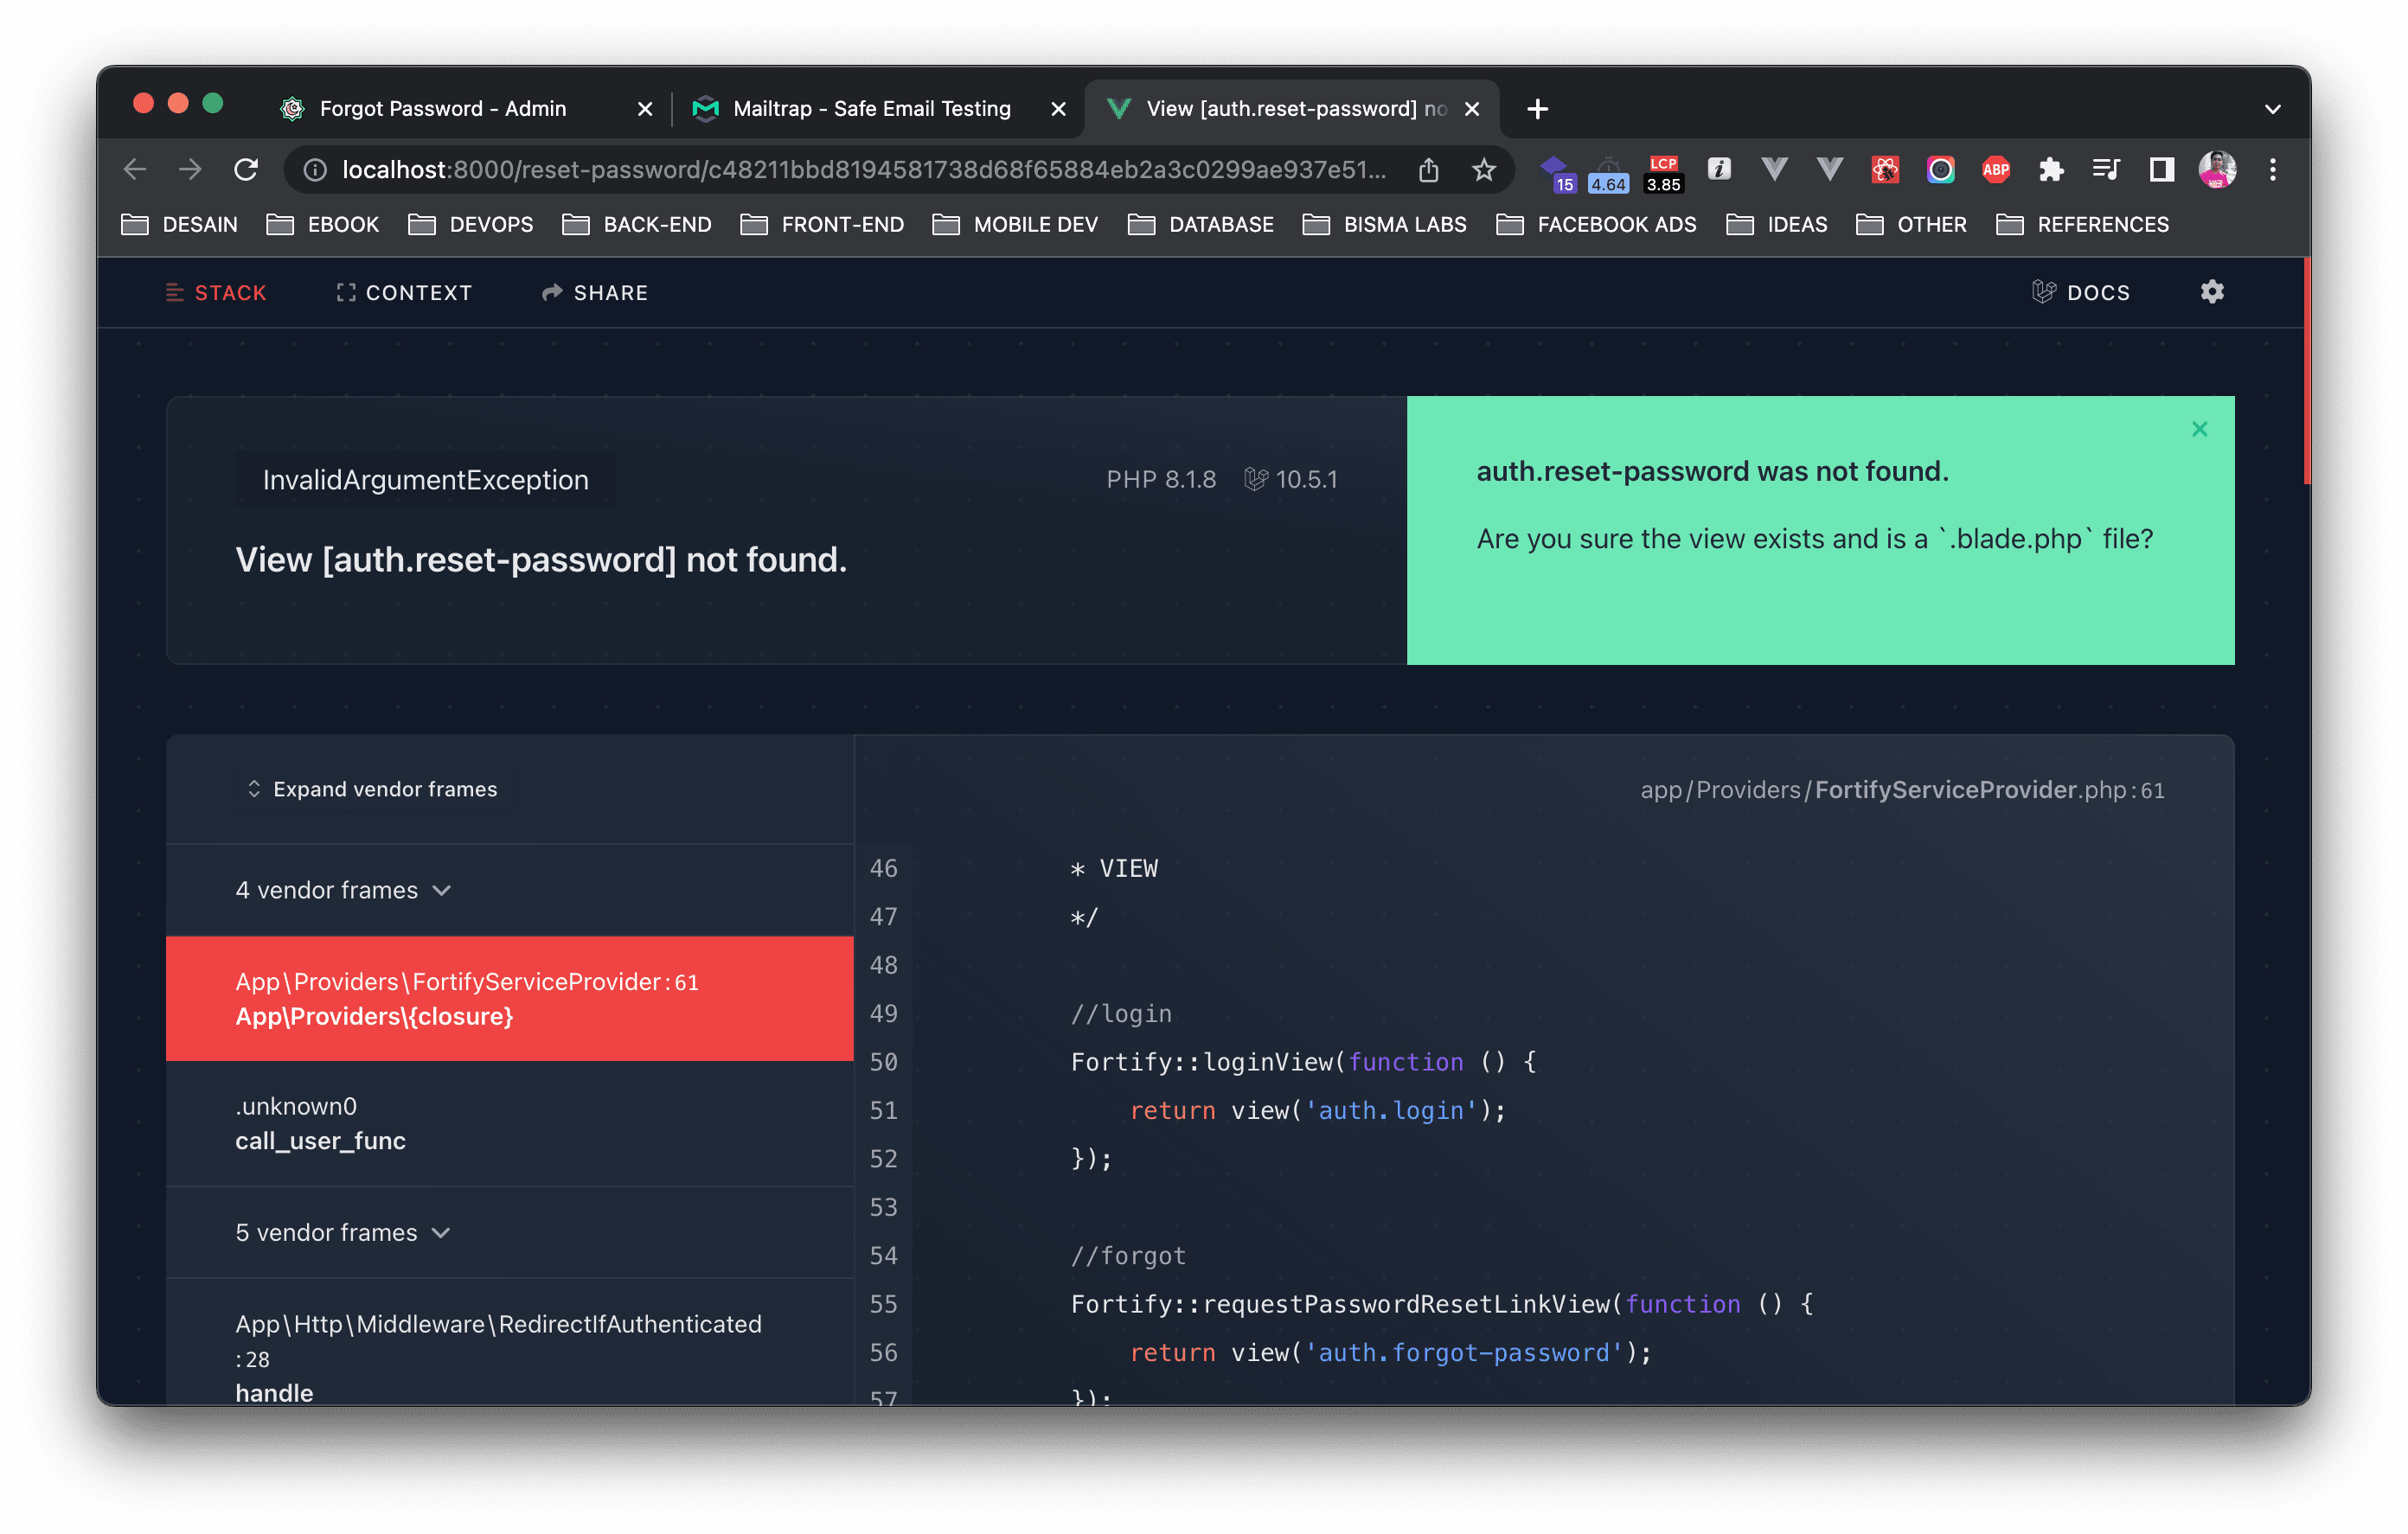 Forgot Password - Admin
Mailtrap - Safe Email Testing
View [auth.reset-password] no
localhost:8000/reset-password/c48211bbd8194581738d68f65884eb2a3c0299ae937e51...
15
4.64
LCP
3.85
ABP
DESAIN
EBOOK
DEVOPS
BACK-END
FRONT-END
MOBILE DEV
DATABASE
BISMA LABS
FACEBOOK ADS
IDEAS
OTHER
REFERENCES
STACK
CONTEXT
SHARE
DOCS
InvalidArgumentException
PHP 8.1.8
10.5.1
View [auth.reset-password] not found.
auth.reset-password was not found.
Are you sure the view exists and is a `.blade.php` file?
Expand vendor frames
4 vendor frames
App\Providers\FortifyServiceProvider:61
App\Providers\{closure}
.unknown0
call_user_func
5 vendor frames
App\Http\Middleware\RedirectIfAuthenticated
:28
handle
app/Providers/FortifyServiceProvider.php:61
46 * VIEW
47 */
48
49 //login
50 Fortify::loginView(function () {
51 return view('auth.login');
52 });
53
54 //forgot
55 Fortify::requestPasswordResetLinkView(function () {
56 return view('auth.forgot-password');
57 });